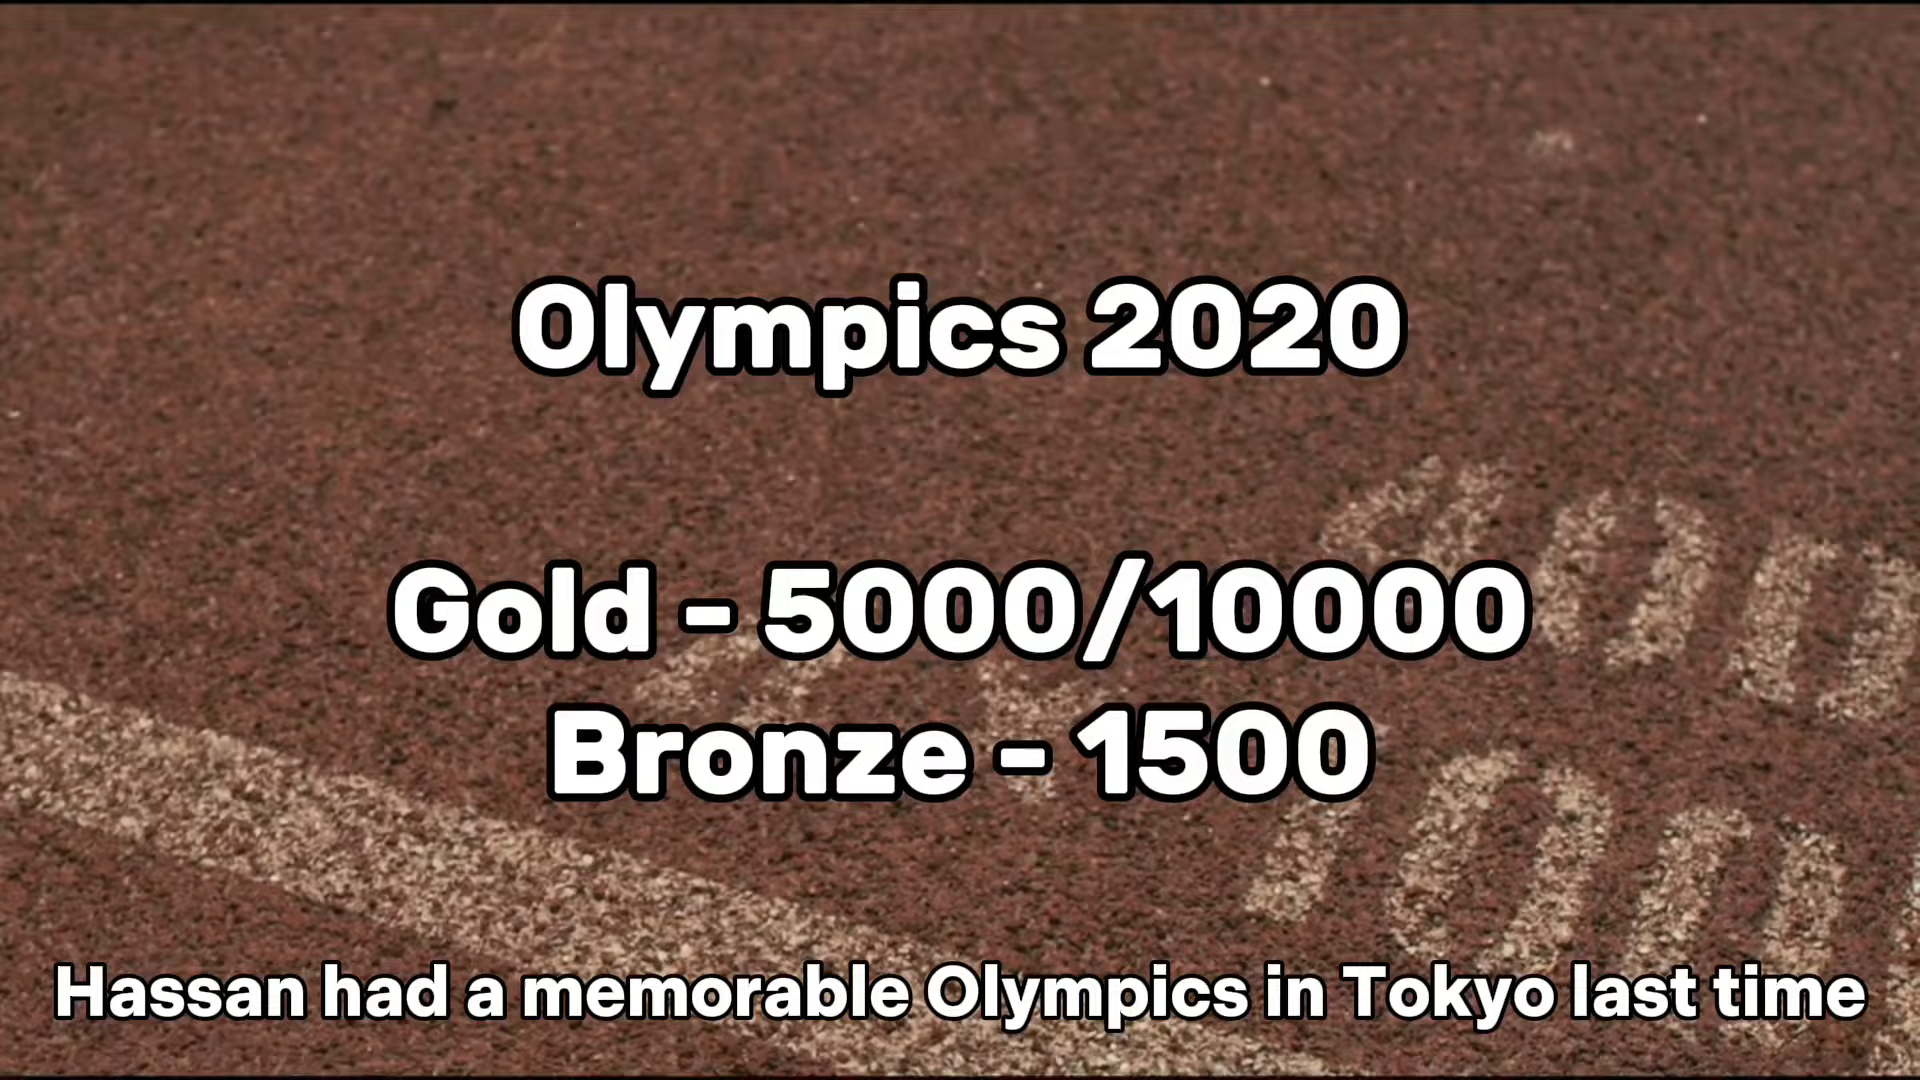 Olympics 2020
Gold - 5000/10000
Bronze - 1500
Hassan had a memorable Olympics in Tokyo last time